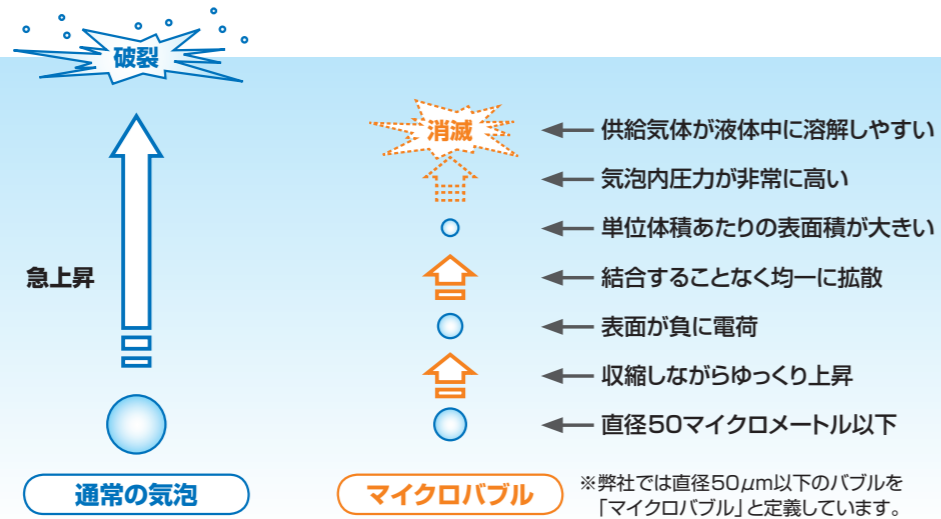 破裂
急上昇
通常の気泡
消滅
供給気体が液体中に溶解しやすい
気泡内圧力が非常に高い
単位体積あたりの表面積が大きい
結合することなく均一に拡散
表面が負に電荷
収縮しながらゆっくり上昇
直径50マイクロメートル以下
マイクロバブル
※弊社では直径50μm以下のバブルを
「マイクロバブル」と定義しています。